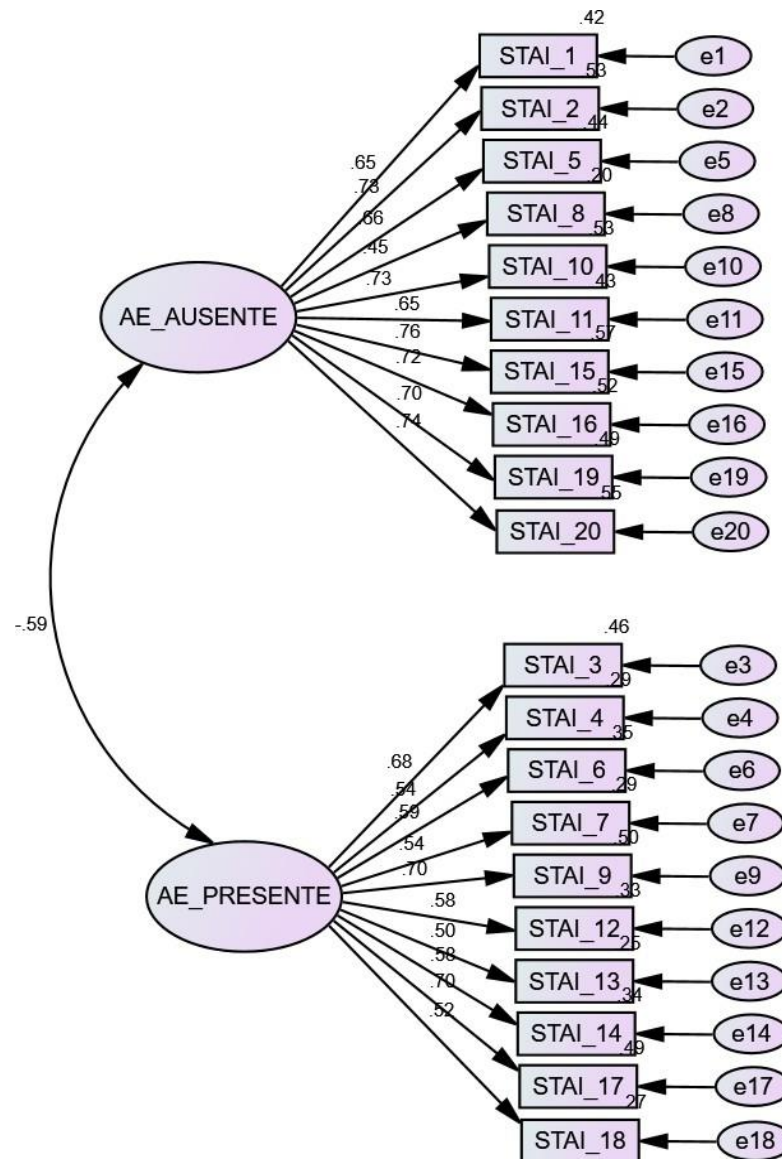 .42
STAI_1
e1
.53
STAI_2
e2
.44
STAI_5
e5
.20
STAI_8
e8
.53
STAI_10
e10
.43
STAI_11
e11
.57
STAI_15
e15
.52
STAI_16
e16
.49
STAI_19
e19
.55
STAI_20
e20
.65
.73
.66
.45
.73
.65
.76
.72
.70
.74
AE_AUSENTE
-.59
.46
STAI_3
e3
.29
STAI_4
e4
.35
STAI_6
e6
.29
STAI_7
e7
.50
STAI_9
e9
.33
STAI_12
e12
.25
STAI_13
e13
.34
STAI_14
e14
.49
STAI_17
e17
.27
STAI_18
e18
.68
.54
.59
.54
.70
.58
.50
.58
.70
.52
AE_PRESENTE